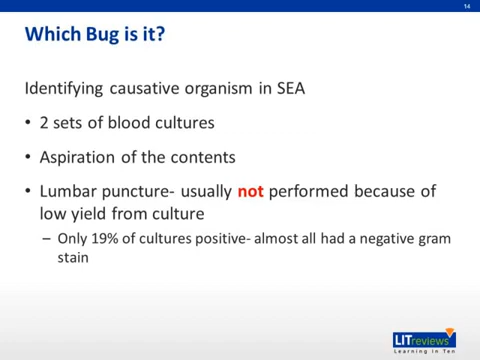 14
Which Bug is it?
Identifying causative organism in SEA
• 2 sets of blood cultures
• Aspiration of the contents
• Lumbar puncture- usually not performed because of
low yield from culture
– Only 19% of cultures positive- almost all had a negative gram
stain
LITreviews
Learning in Ten